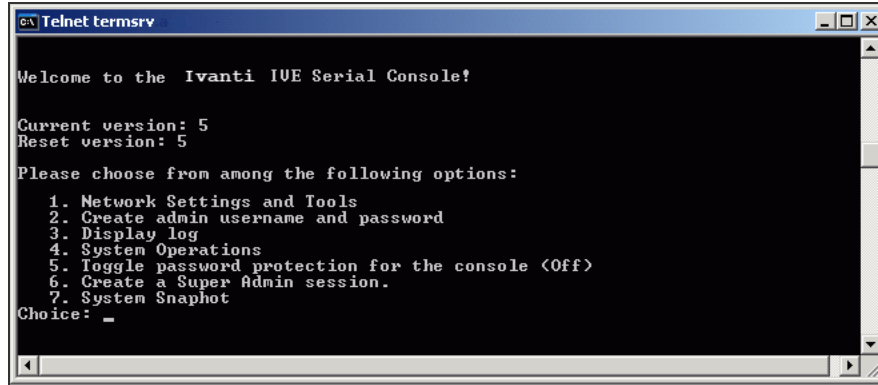 Telnet termsrv
Welcome to the Ivanti IVE Serial Console!
Current version: 5
Reset version: 5
Please choose from among the following options:
1. Network Settings and Tools
2. Create admin username and password
3. Display log
4. System Operations
5. Toggle password protection for the console (Off)
6. Create a Super Admin session.
7. System Snaphot
Choice: _